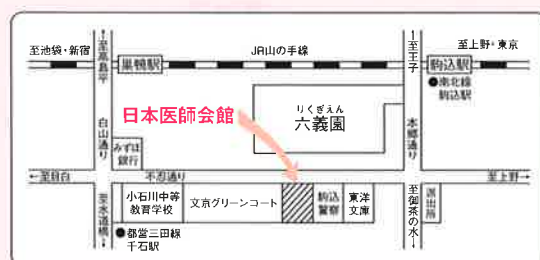 至池袋・新宿
至高島平
巣鴨駅
JR山の手線
至王子
駒込駅
至上野・東京
●南北線
駒込駅
白山通り
日本医師会館
りくぎえん
六義園
本郷通り
みずほ
銀行
←至目白
不忍通り
至上野→
至水道橋
小石川中等
教育学校
文京グリーンコート
駒込
警察
東洋
文庫
至御茶の水
派出所
●都営三田線
千石駅